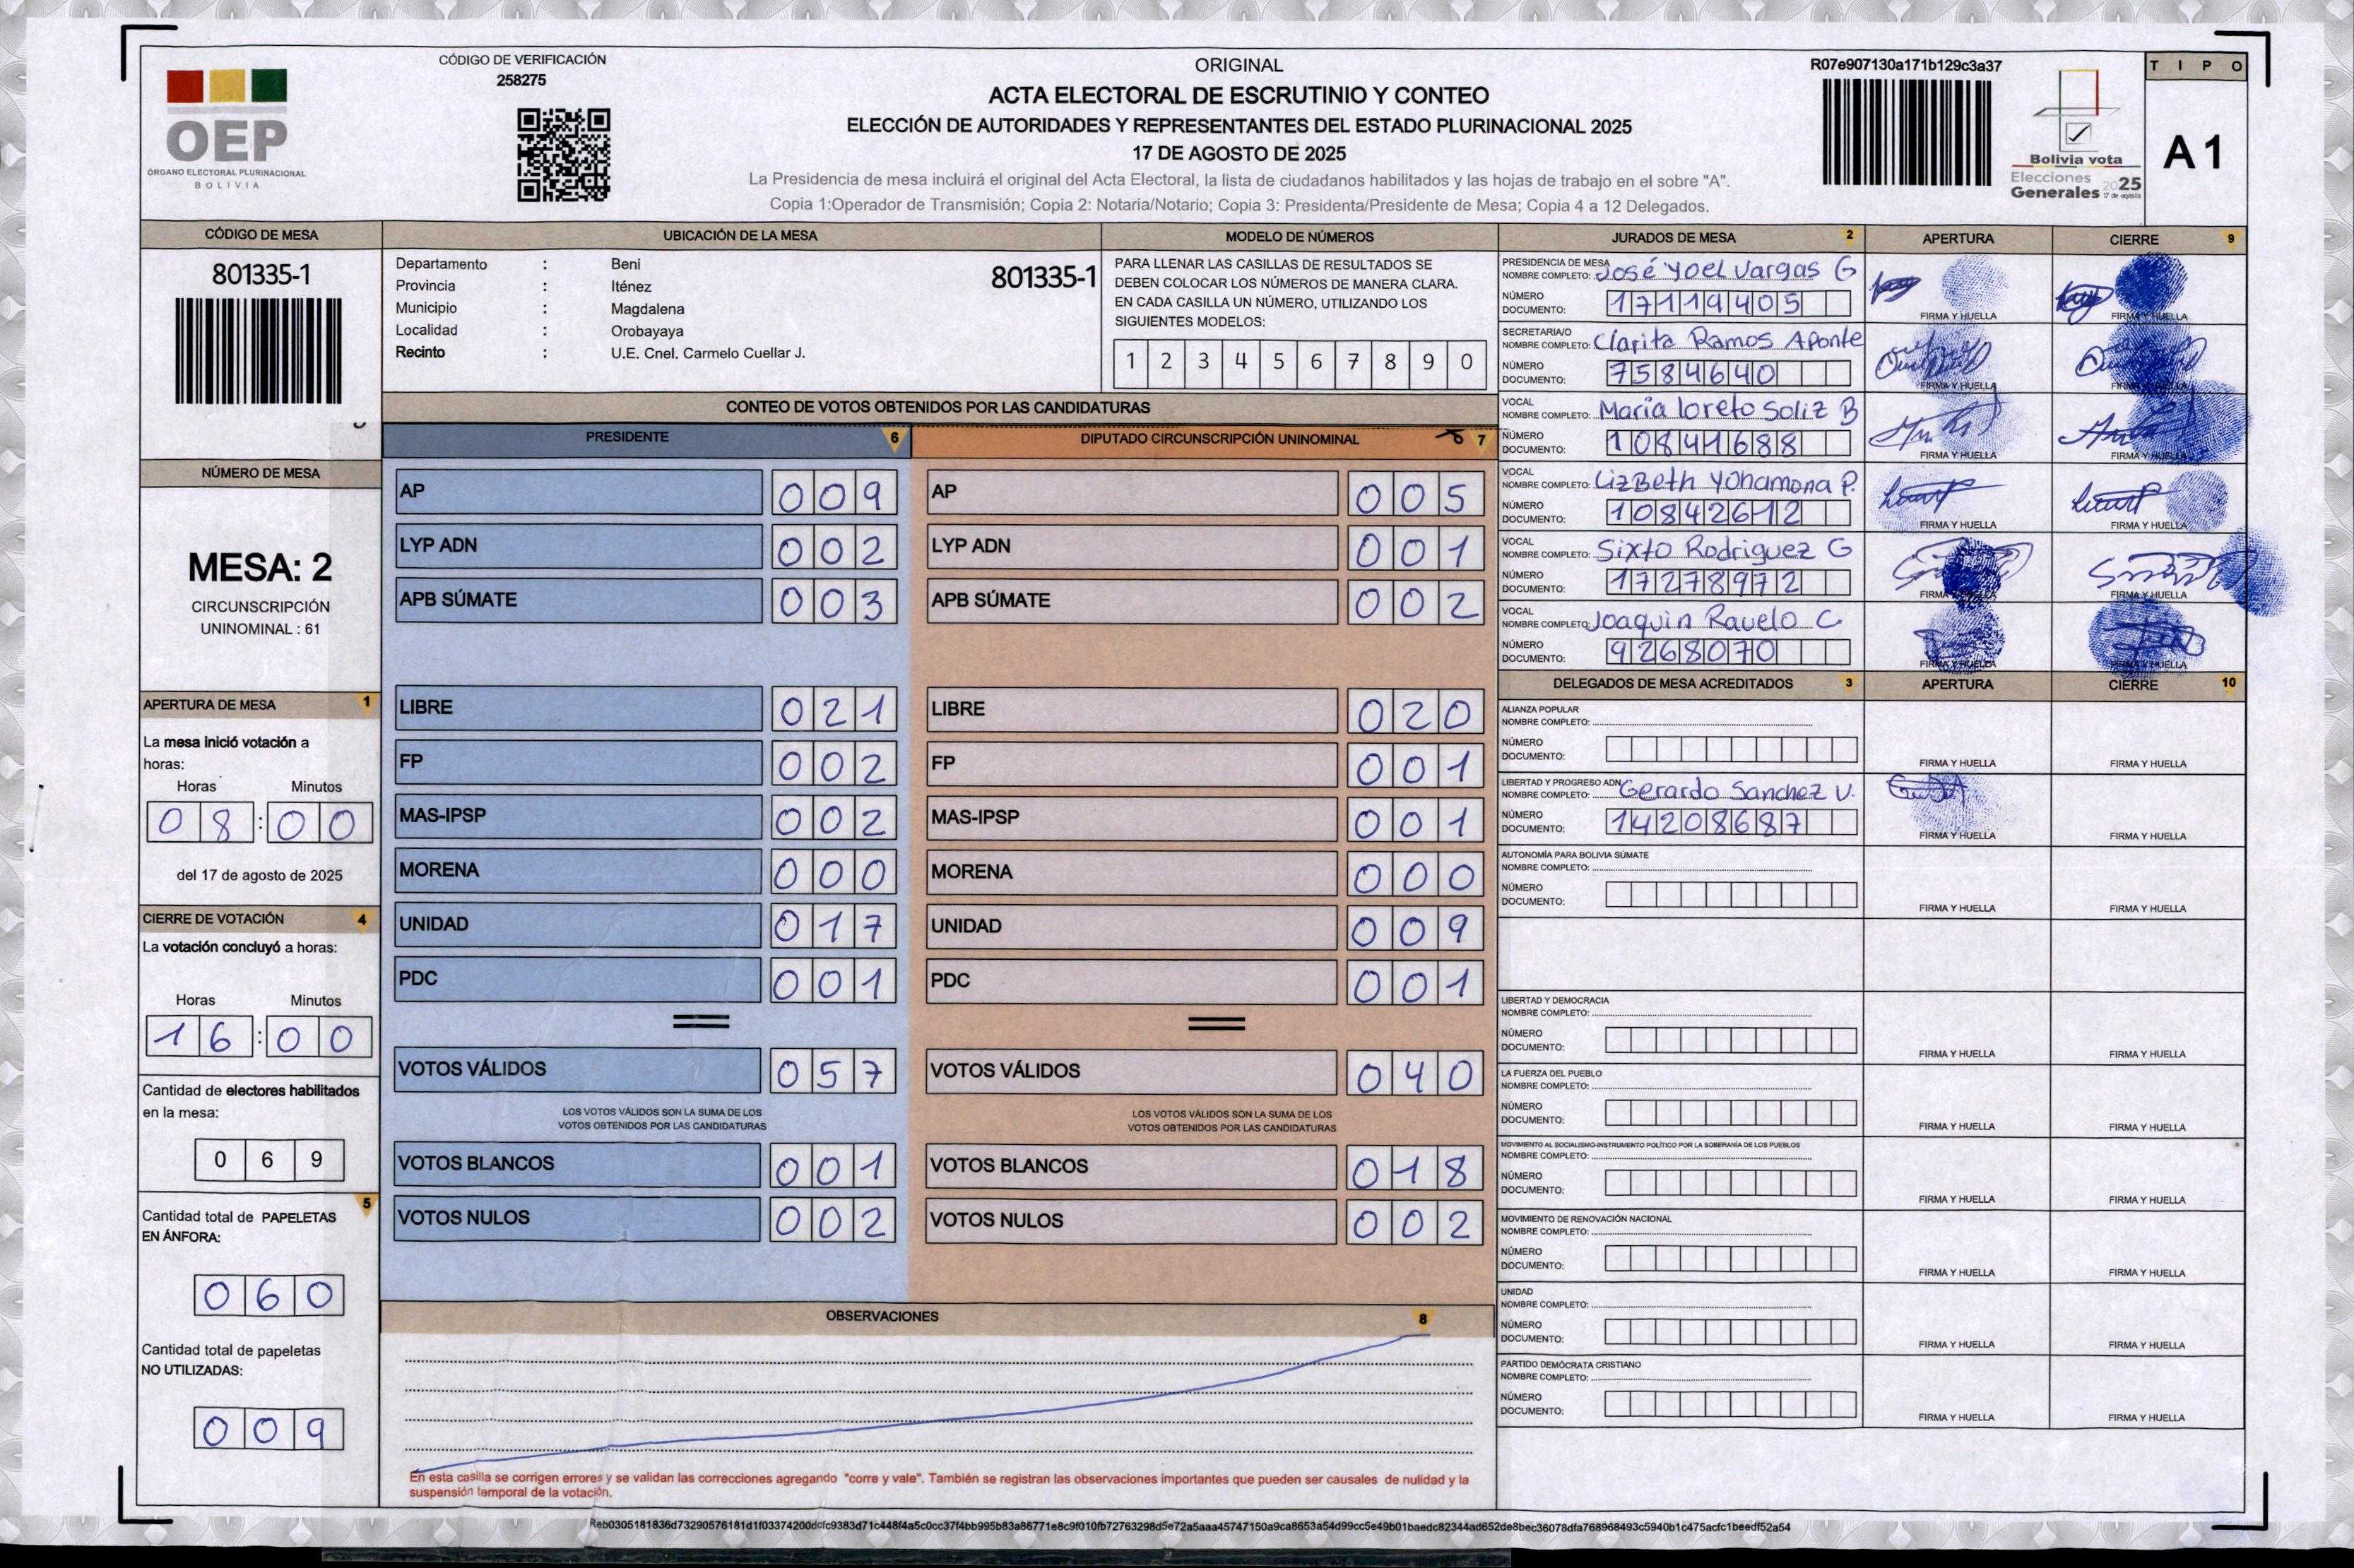 CÓDIGO DE VERIFICACIÓN
258275
OEP
ÓRGANO ELECTORAL PLURINACIONAL
BOLIVIA
ORIGINAL
ACTA ELECTORAL DE ESCRUTINIO Y CONTEO
ELECCIÓN DE AUTORIDADES Y REPRESENTANTES DEL ESTADO PLURINACIONAL 2025
17 DE AGOSTO DE 2025
La Presidencia de mesa incluirá el original del Acta Electoral, la lista de ciudadanos habilitados y las hojas de trabajo en el sobre "A".
Copia 1:Operador de Transmisión; Copia 2: Notaria/Notario; Copia 3: Presidenta/Presidente de Mesa; Copia 4 a 12 Delegados.
R07e907130a171b129c3a37
Bolivia vota
Elecciones
Generales 2025
17 de agosto
TIPO
A1
CÓDIGO DE MESA
801335-1
UBICACIÓN DE LA MESA
Departamento : Beni
Provincia : Iténez
Municipio : Magdalena
Localidad : Orobayaya
Recinto : U.E. Cnel. Carmelo Cuellar J.
801335-1
MODELO DE NÚMEROS
PARA LLENAR LAS CASILLAS DE RESULTADOS SE
DEBEN COLOCAR LOS NÚMEROS DE MANERA CLARA.
EN CADA CASILLA UN NÚMERO, UTILIZANDO LOS
SIGUIENTES MODELOS:
1 2 3 4 5 6 7 8 9 0
NÚMERO DE MESA
MESA: 2
CIRCUNSCRIPCIÓN
UNINOMINAL : 61
APERTURA DE MESA 1
La mesa inició votación a
horas:
Horas Minutos
08:00
del 17 de agosto de 2025
CIERRE DE VOTACIÓN 4
La votación concluyó a horas:
Horas Minutos
16:00
Cantidad de electores habilitados
en la mesa:
069
5
Cantidad total de PAPELETAS
EN ÁNFORA:
060
Cantidad total de papeletas
NO UTILIZADAS:
009
CONTEO DE VOTOS OBTENIDOS POR LAS CANDIDATURAS
PRESIDENTE 6
AP 009
LYP ADN 002
APB SÚMATE 003
LIBRE 021
FP 002
MAS-IPSP 002
MORENA 000
UNIDAD 017
PDC 001
VOTOS VÁLIDOS 057
LOS VOTOS VÁLIDOS SON LA SUMA DE LOS
VOTOS OBTENIDOS POR LAS CANDIDATURAS
VOTOS BLANCOS 001
VOTOS NULOS 002
DIPUTADO CIRCUNSCRIPCIÓN UNINOMINAL 7
AP 005
LYP ADN 001
APB SÚMATE 002
LIBRE 020
FP 001
MAS-IPSP 001
MORENA 000
UNIDAD 009
PDC 001
VOTOS VÁLIDOS 040
LOS VOTOS VÁLIDOS SON LA SUMA DE LOS
VOTOS OBTENIDOS POR LAS CANDIDATURAS
VOTOS BLANCOS 018
VOTOS NULOS 002
OBSERVACIONES 8
En esta casilla se corrigen errores y se validan las correcciones agregando "corre y vale". También se registran las observaciones importantes que pueden ser causales de nulidad y la
suspensión temporal de la votación.
JURADOS DE MESA 2 APERTURA CIERRE 9
PRESIDENCIA DE MESA
NOMBRE COMPLETO: José Yoel Vargas G
NÚMERO
DOCUMENTO: 17119405
FIRMA Y HUELLA FIRMA Y HUELLA
SECRETARIA/O
NOMBRE COMPLETO: Clarita Ramos Aponte
NÚMERO
DOCUMENTO: 7584640
FIRMA Y HUELLA FIRMA Y HUELLA
VOCAL
NOMBRE COMPLETO: Maria loreto Soliz B
NÚMERO
DOCUMENTO: 10841688
FIRMA Y HUELLA FIRMA Y HUELLA
VOCAL
NOMBRE COMPLETO: LizBeth Yohamona P.
NÚMERO
DOCUMENTO: 10842612
FIRMA Y HUELLA FIRMA Y HUELLA
VOCAL
NOMBRE COMPLETO: Sixto Rodriguez G
NÚMERO
DOCUMENTO: 17278972
FIRMA Y HUELLA FIRMA Y HUELLA
VOCAL
NOMBRE COMPLETO: Joaquin Ravelo C.
NÚMERO
DOCUMENTO: 9268070
FIRMA Y HUELLA FIRMA Y HUELLA
DELEGADOS DE MESA ACREDITADOS 3 APERTURA CIERRE 10
ALIANZA POPULAR
NOMBRE COMPLETO:
NÚMERO
DOCUMENTO:
FIRMA Y HUELLA FIRMA Y HUELLA
LIBERTAD Y PROGRESO ADN
NOMBRE COMPLETO: Gerardo Sanchez V.
NÚMERO
DOCUMENTO: 14208687
FIRMA Y HUELLA FIRMA Y HUELLA
AUTONOMÍA PARA BOLIVIA SÚMATE
NOMBRE COMPLETO:
NÚMERO
DOCUMENTO:
FIRMA Y HUELLA FIRMA Y HUELLA
LIBERTAD Y DEMOCRACIA
NOMBRE COMPLETO:
NÚMERO
DOCUMENTO:
FIRMA Y HUELLA FIRMA Y HUELLA
LA FUERZA DEL PUEBLO
NOMBRE COMPLETO:
NÚMERO
DOCUMENTO:
FIRMA Y HUELLA FIRMA Y HUELLA
MOVIMIENTO AL SOCIALISMO-INSTRUMENTO POLÍTICO POR LA SOBERANÍA DE LOS PUEBLOS
NOMBRE COMPLETO:
NÚMERO
DOCUMENTO:
FIRMA Y HUELLA FIRMA Y HUELLA
MOVIMIENTO DE RENOVACIÓN NACIONAL
NOMBRE COMPLETO:
NÚMERO
DOCUMENTO:
FIRMA Y HUELLA FIRMA Y HUELLA
UNIDAD
NOMBRE COMPLETO:
NÚMERO
DOCUMENTO:
FIRMA Y HUELLA FIRMA Y HUELLA
PARTIDO DEMÓCRATA CRISTIANO
NOMBRE COMPLETO:
NÚMERO
DOCUMENTO:
FIRMA Y HUELLA FIRMA Y HUELLA